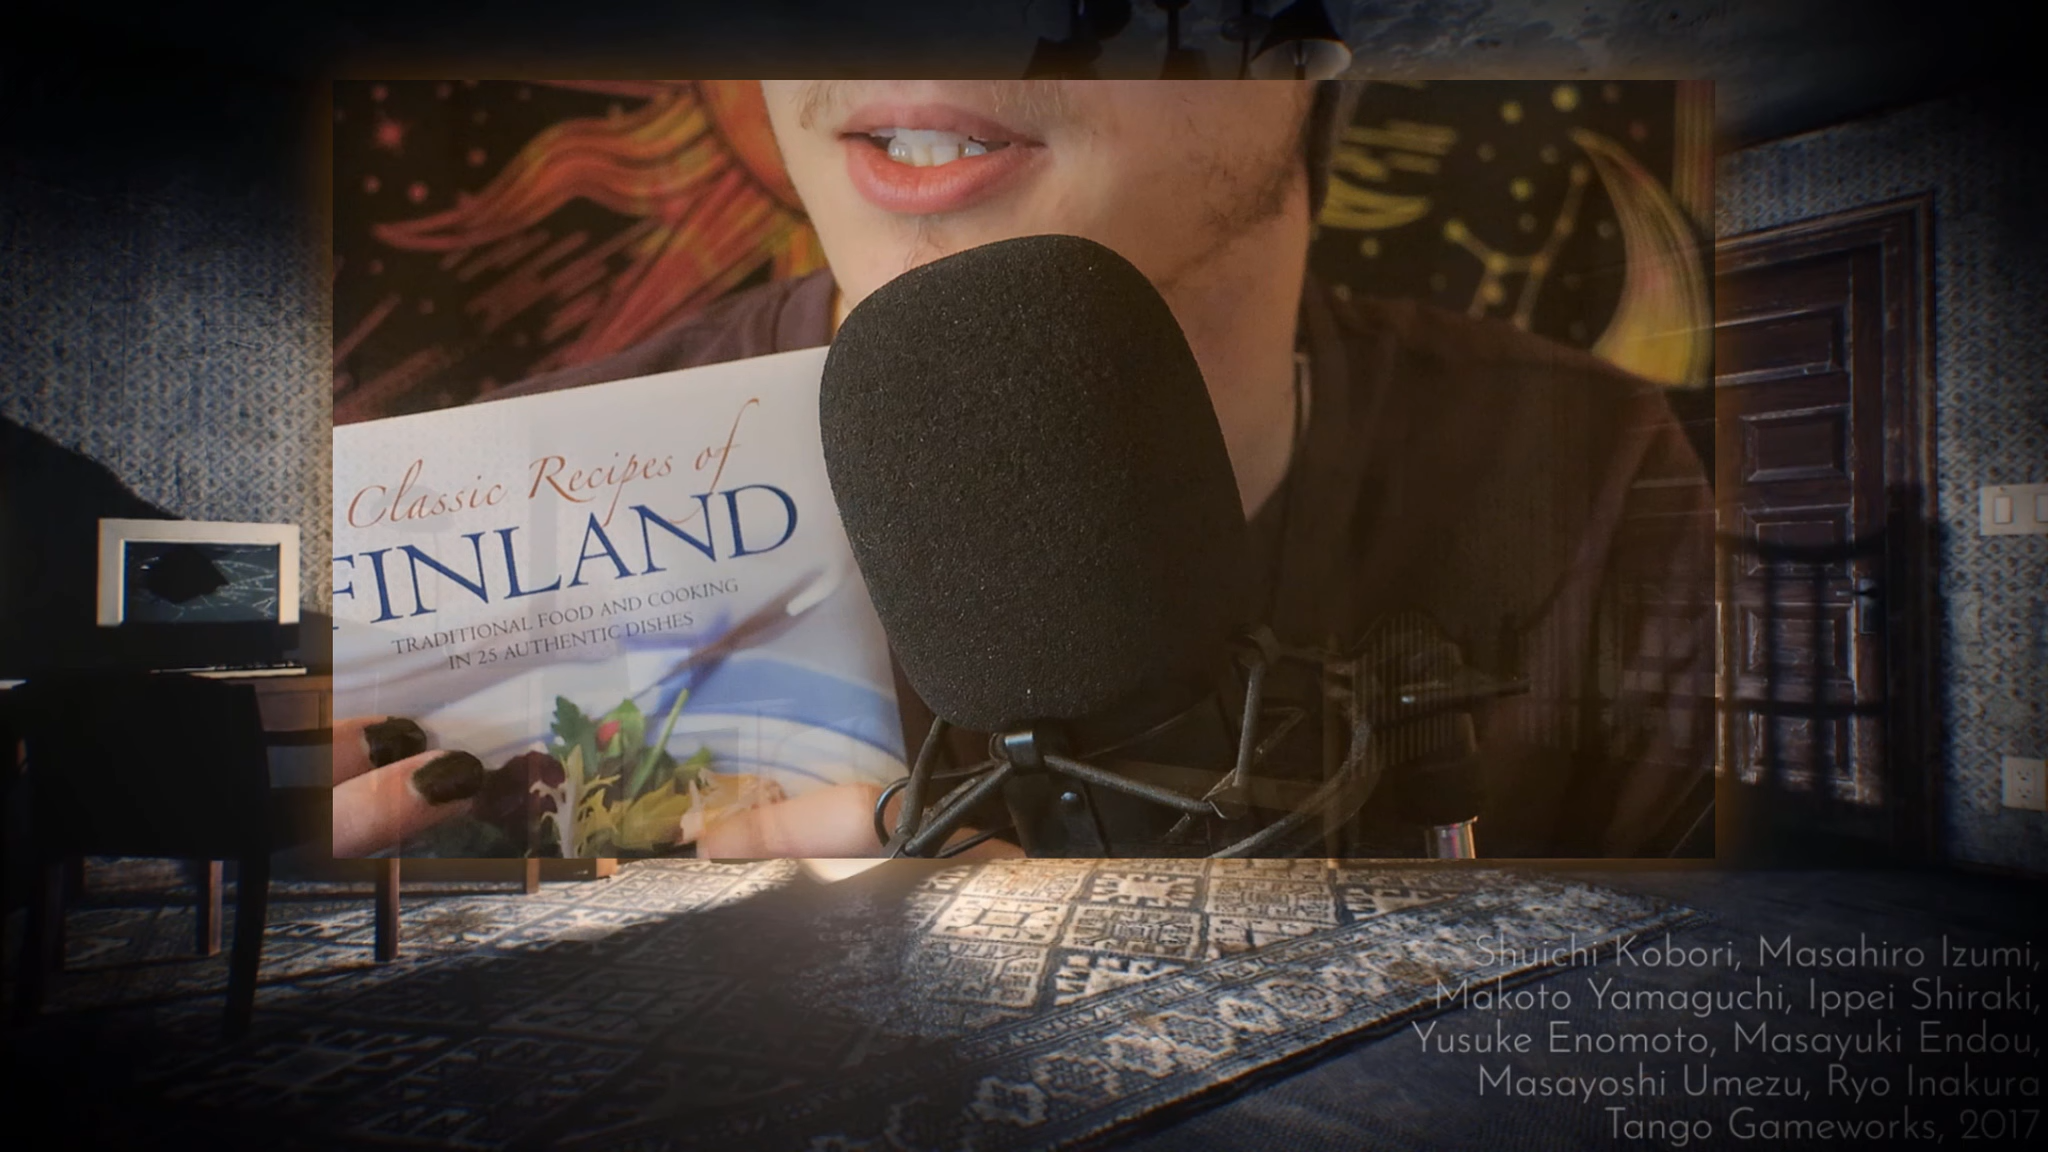 Classic Recipes of
FINLAND
TRADITIONAL FOOD AND COOKING
IN 25 AUTHENTIC DISHES
Shuichi Kobori, Masahiro Izumi,
Makoto Yamaguchi, Ippei Shiraki,
Yusuke Enomoto, Masayuki Endou,
Masayoshi Umezu, Ryo Inakura
Tango Gameworks, 2017